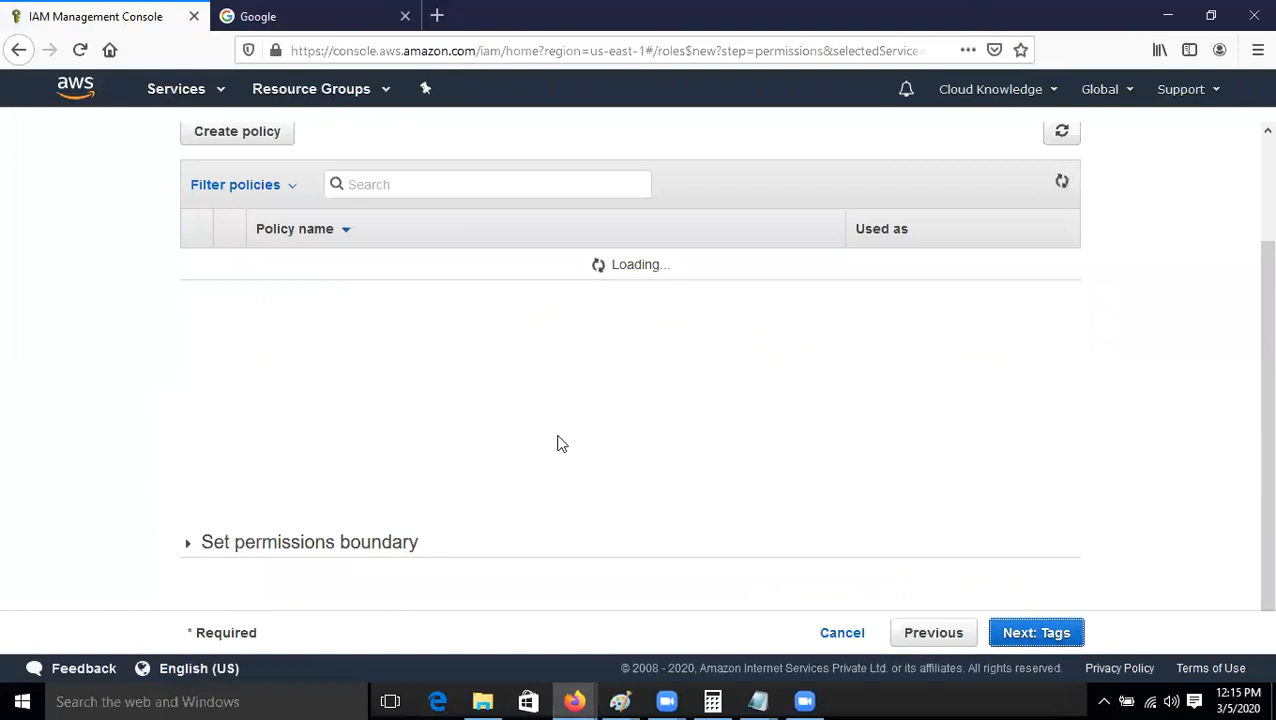 IAM Management Console
Google
https://console.aws.amazon.com/iam/home?region=us-east-1#/roles$new?step=permissions&selectedService=
aws
Services
Resource Groups
Cloud Knowledge
Global
Support
Create policy
Filter policies
Search
Policy name
Used as
Loading...
Set permissions boundary
* Required
Cancel
Previous
Next: Tags
Feedback
English (US)
© 2008 - 2020, Amazon Internet Services Private Ltd. or its affiliates. All rights reserved.
Privacy Policy
Terms of Use
Search the web and Windows
12:15 PM
3/5/2020